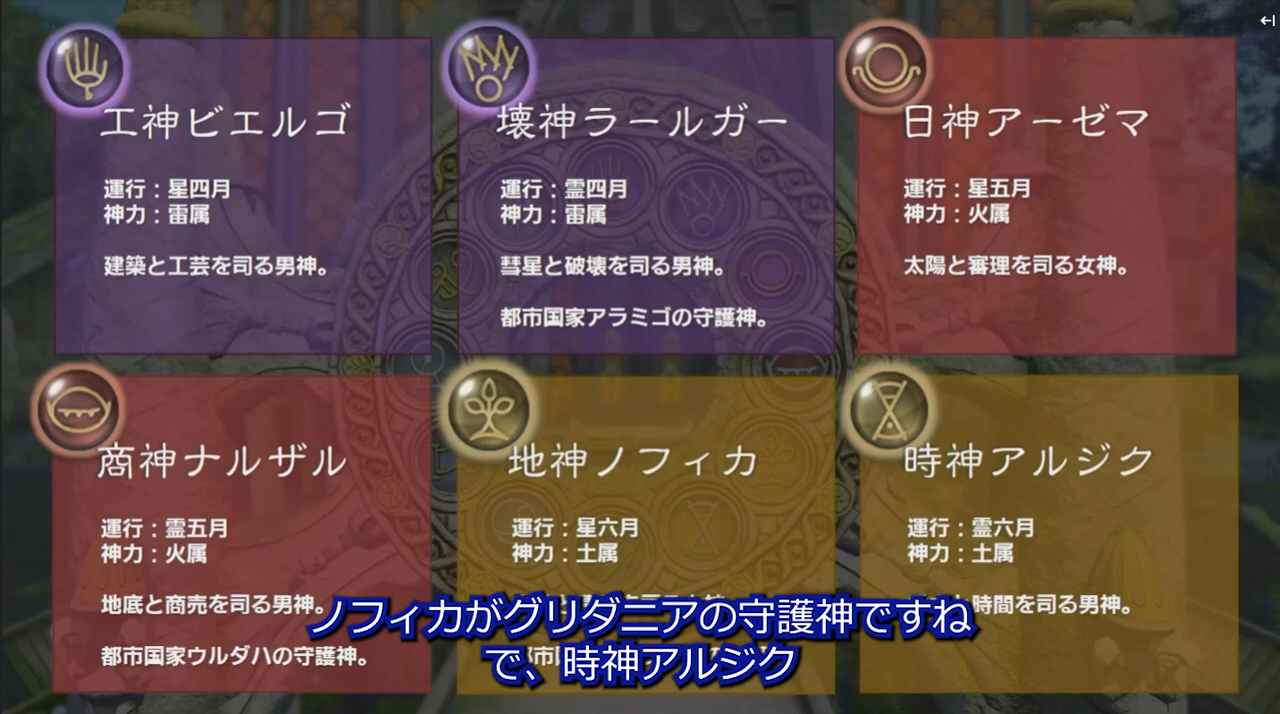 工神ビエルゴ
運行：星四月
神力：雷属
建築と工芸を司る男神。
壊神ラールガー
運行：霊四月
神力：雷属
彗星と破壊を司る男神。
都市国家アラミゴの守護神。
日神アーゼマ
運行：星五月
神力：火属
太陽と審理を司る女神。
商神ナルザル
運行：霊五月
神力：火属
地底と商売を司る男神。
都市国家ウルダハの守護神。
地神ノフィカ
運行：星六月
神力：土属
時神アルジク
運行：霊六月
神力：土属
時間を司る男神。
ノフィカがグリダニアの守護神ですね
で、時神アルジク